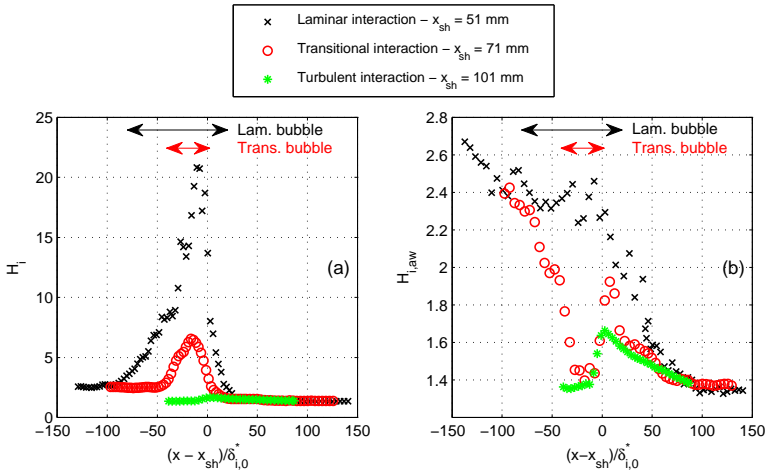 Laminar interaction – x_sh = 51 mm
Transitional interaction – x_sh = 71 mm
Turbulent interaction – x_sh = 101 mm
25
20
15
10
5
0
−150 −100 −50 0 50 100 150
H_i
(x − x_sh)/δ*_i,0
Lam. bubble
Trans. bubble
(a)
2.8
2.6
2.4
2.2
2
1.8
1.6
1.4
1.2
−150 −100 −50 0 50 100 150
H_i,aw
(x−x_sh)/δ*_i,0
Lam. bubble
Trans. bubble
(b)